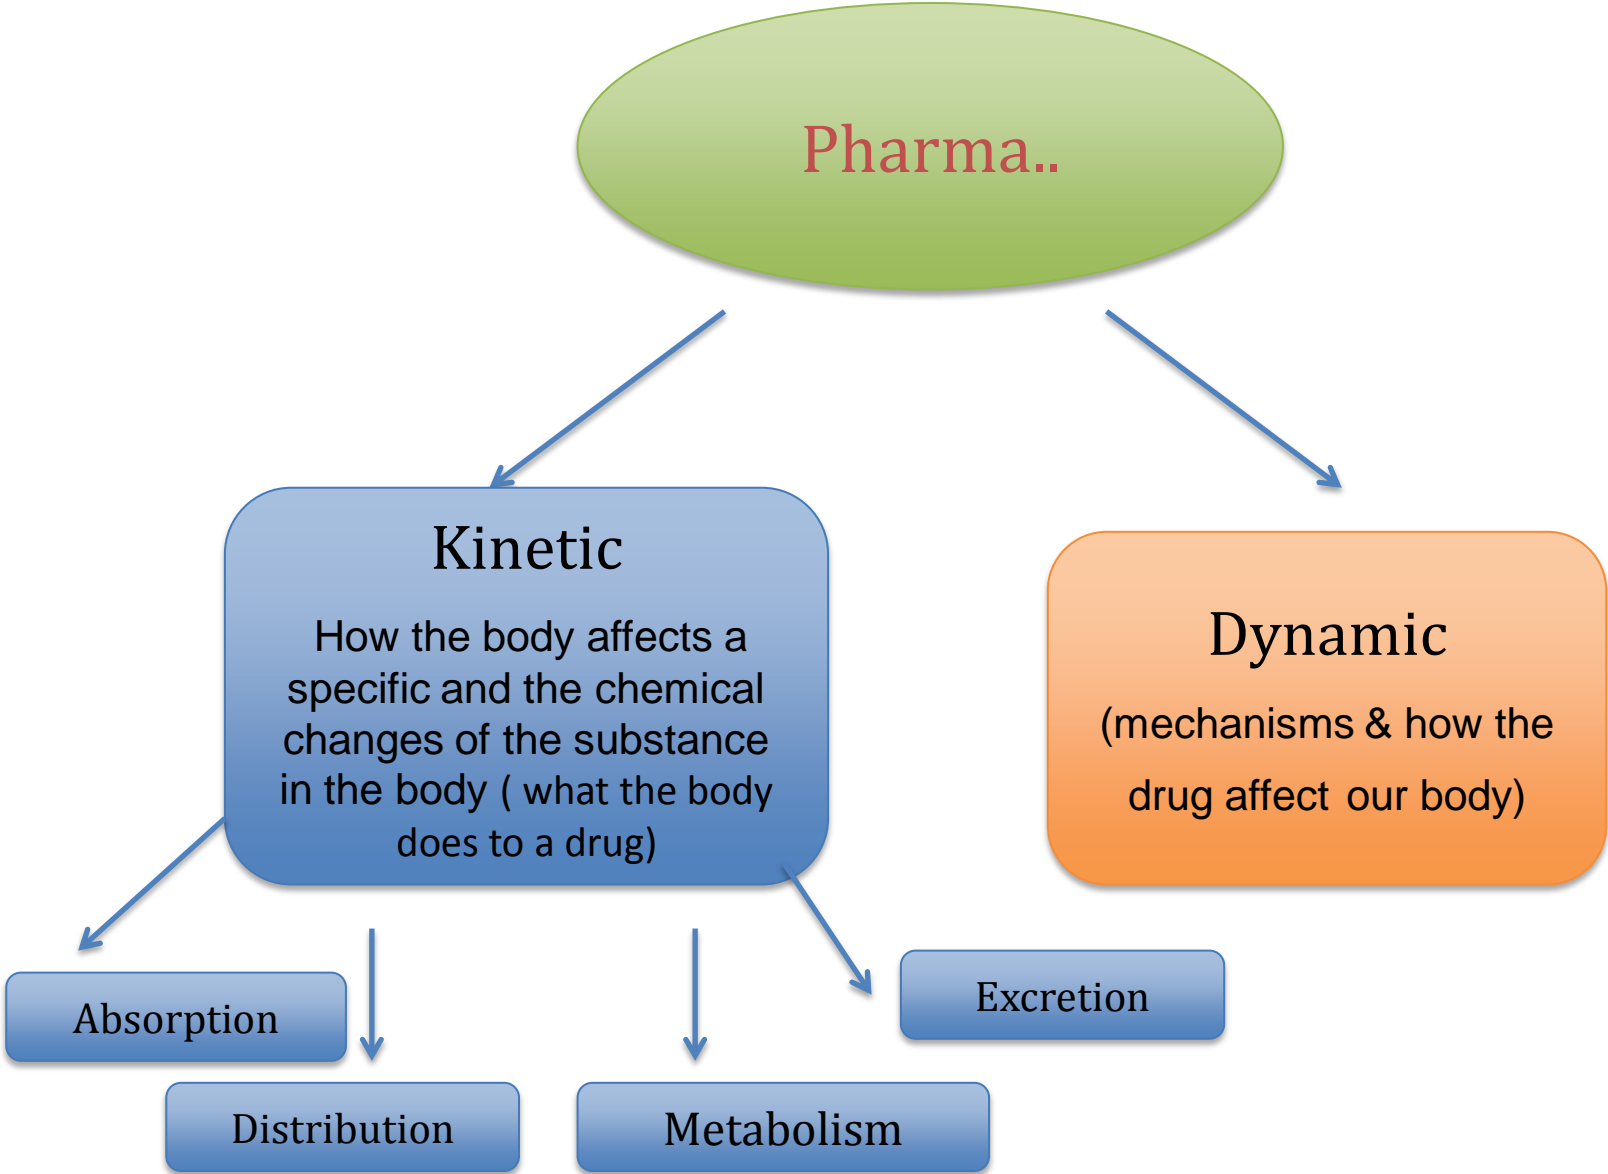 Pharma..
Kinetic
How the body affects a
specific and the chemical
changes of the substance
in the body ( what the body
does to a drug)
Dynamic
(mechanisms & how the
drug affect our body)
Absorption
Distribution
Metabolism
Excretion